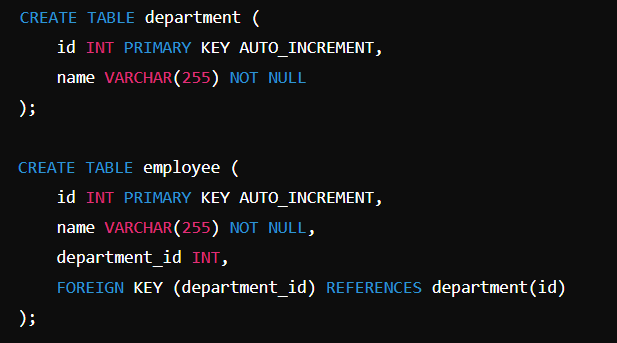 CREATE TABLE department (
    id INT PRIMARY KEY AUTO_INCREMENT,
    name VARCHAR(255) NOT NULL
);

CREATE TABLE employee (
    id INT PRIMARY KEY AUTO_INCREMENT,
    name VARCHAR(255) NOT NULL,
    department_id INT,
    FOREIGN KEY (department_id) REFERENCES department(id)
);